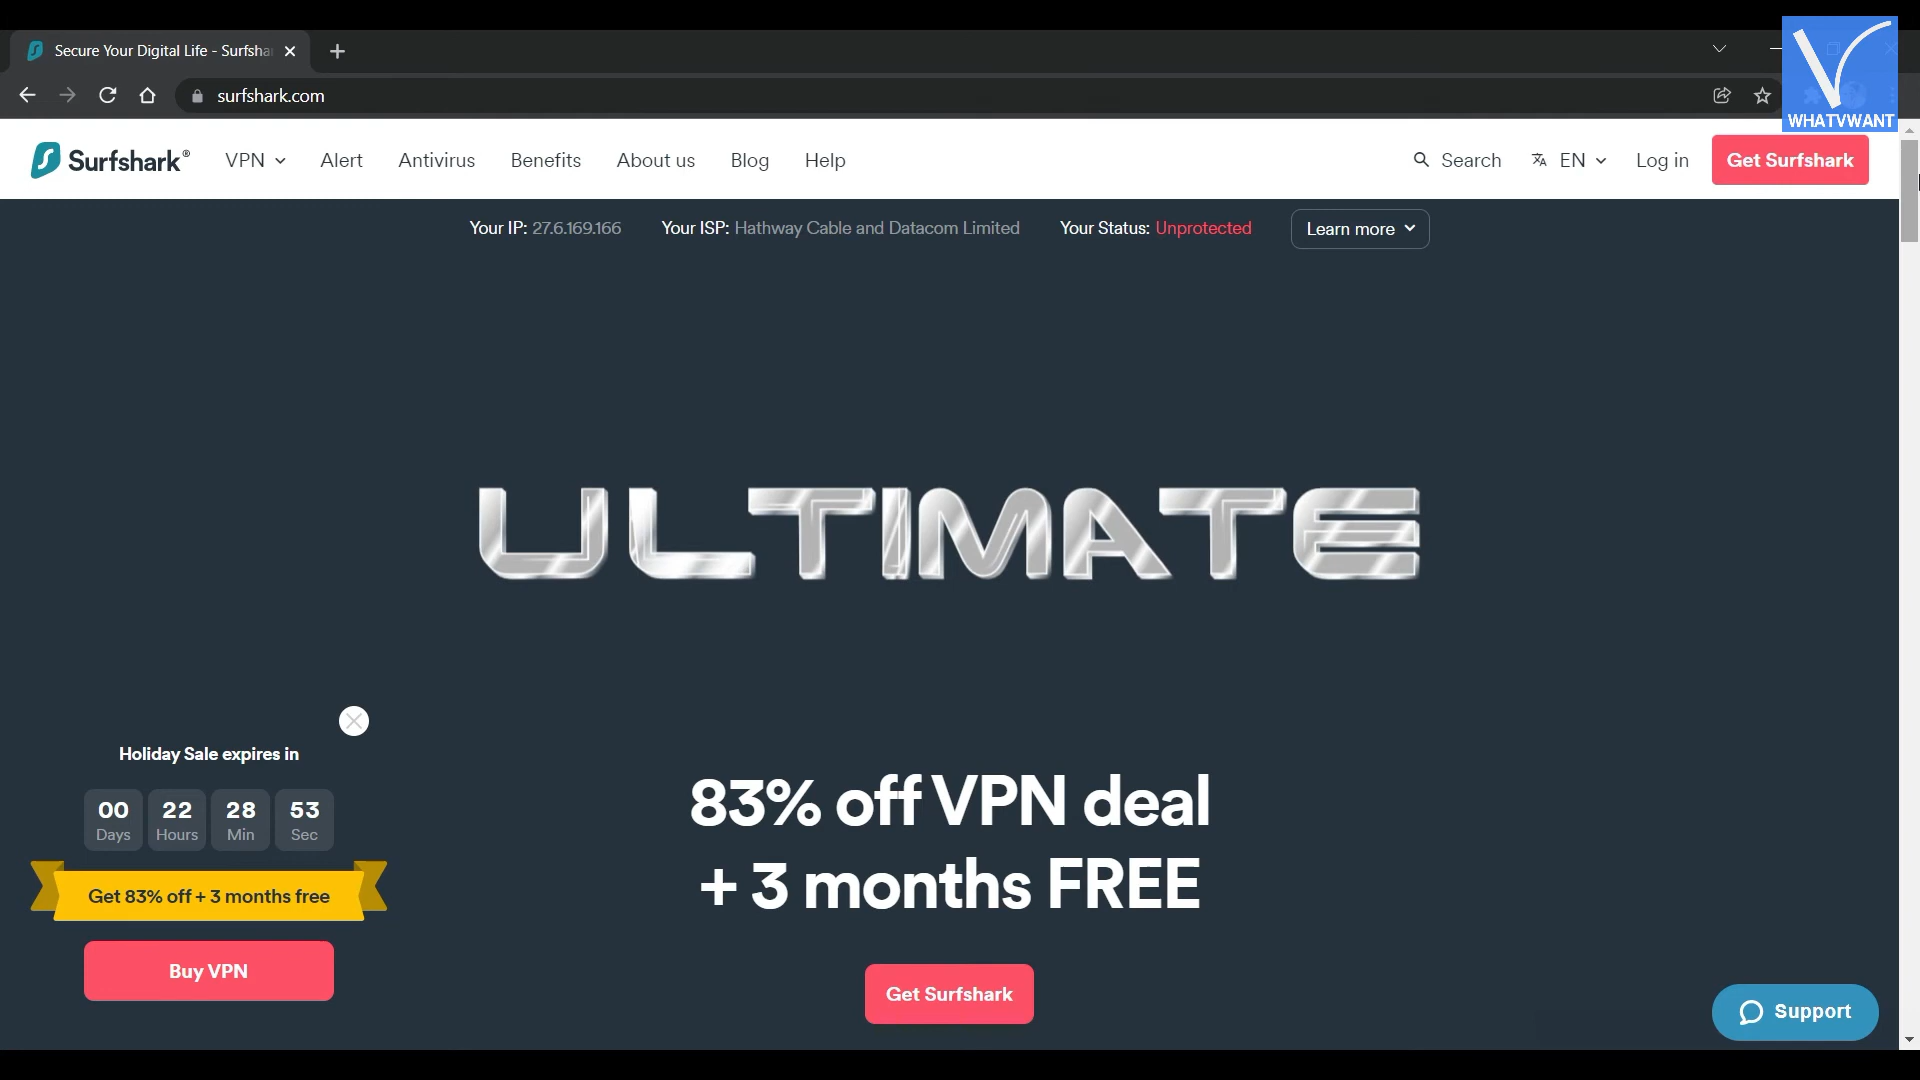 Secure Your Digital Life - Surfsha
surfshark.com
WHATVWANT
Surfshark® VPN Alert Antivirus Benefits About us Blog Help Search EN Log in Get Surfshark
Your IP: 27.6.169.166 Your ISP: Hathway Cable and Datacom Limited Your Status: Unprotected Learn more
ULTIMATE
Holiday Sale expires in
00 22 28 53
Days Hours Min Sec
Get 83% off + 3 months free
Buy VPN
83% off VPN deal
+ 3 months FREE
Get Surfshark
Support